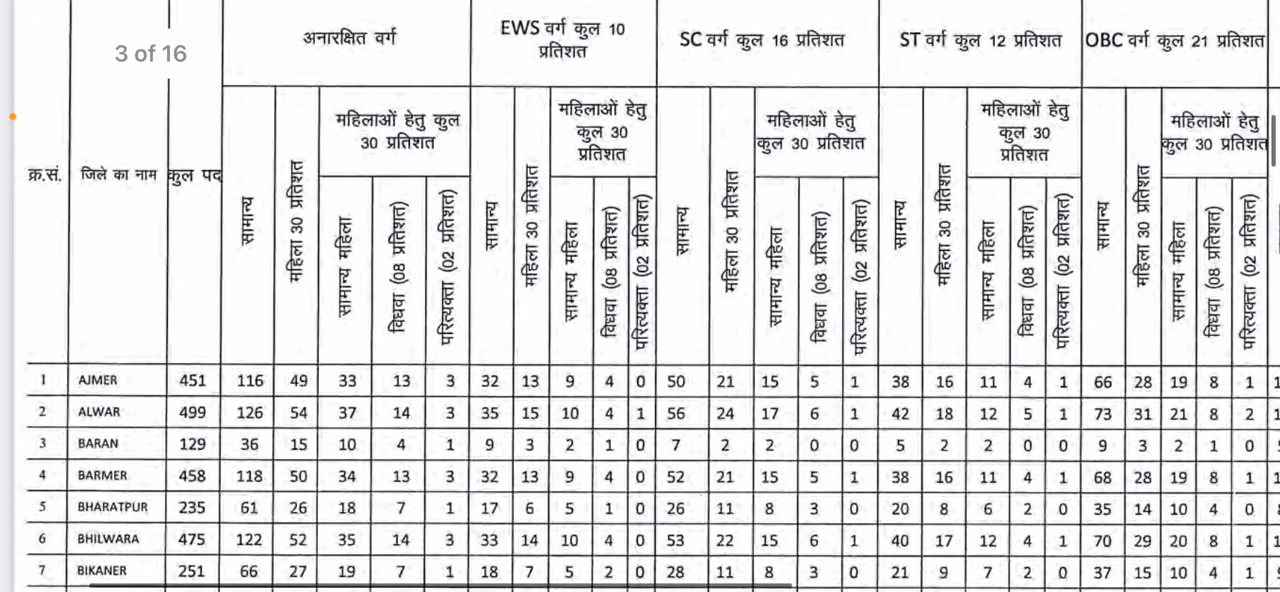 3 of 16
अनारक्षित वर्ग
EWS वर्ग कुल 10
प्रतिशत
SC वर्ग कुल 16 प्रतिशत
ST वर्ग कुल 12 प्रतिशत
OBC वर्ग कुल 21 प्रतिशत
क्र.सं.
जिले का नाम
कुल पद
सामान्य
महिला 30 प्रतिशत
महिलाओं हेतु कुल
30 प्रतिशत
सामान्य महिला
विधवा (08 प्रतिशत)
परित्यक्ता (02 प्रतिशत)
सामान्य
महिला 30 प्रतिशत
महिलाओं हेतु
कुल 30
प्रतिशत
सामान्य महिला
विधवा (08 प्रतिशत)
परित्यक्ता (02 प्रतिशत)
सामान्य
महिला 30 प्रतिशत
महिलाओं हेतु
कुल 30 प्रतिशत
सामान्य महिला
विधवा (08 प्रतिशत)
परित्यक्ता (02 प्रतिशत)
सामान्य
महिला 30 प्रतिशत
महिलाओं हेतु
कुल 30
प्रतिशत
सामान्य महिला
विधवा (08 प्रतिशत)
परित्यक्ता (02 प्रतिशत)
सामान्य
महिला 30 प्रतिशत
महिलाओं हेतु
कुल 30 प्रतिशत
सामान्य महिला
विधवा (08 प्रतिशत)
परित्यक्ता (02 प्रतिशत)
1 AJMER 451 116 49 33 13 3 32 13 9 4 0 50 21 15 5 1 38 16 11 4 1 66 28 19 8 1
2 ALWAR 499 126 54 37 14 3 35 15 10 4 1 56 24 17 6 1 42 18 12 5 1 73 31 21 8 2
3 BARAN 129 36 15 10 4 1 9 3 2 1 0 7 2 2 0 0 5 2 2 0 0 9 3 2 1 0
4 BARMER 458 118 50 34 13 3 32 13 9 4 0 52 21 15 5 1 38 16 11 4 1 68 28 19 8 1
5 BHARATPUR 235 61 26 18 7 1 17 6 5 1 0 26 11 8 3 0 20 8 6 2 0 35 14 10 4 0
6 BHILWARA 475 122 52 35 14 3 33 14 10 4 0 53 22 15 6 1 40 17 12 4 1 70 29 20 8 1
7 BIKANER 251 66 27 19 7 1 18 7 5 2 0 28 11 8 3 0 21 9 7 2 0 37 15 10 4 1